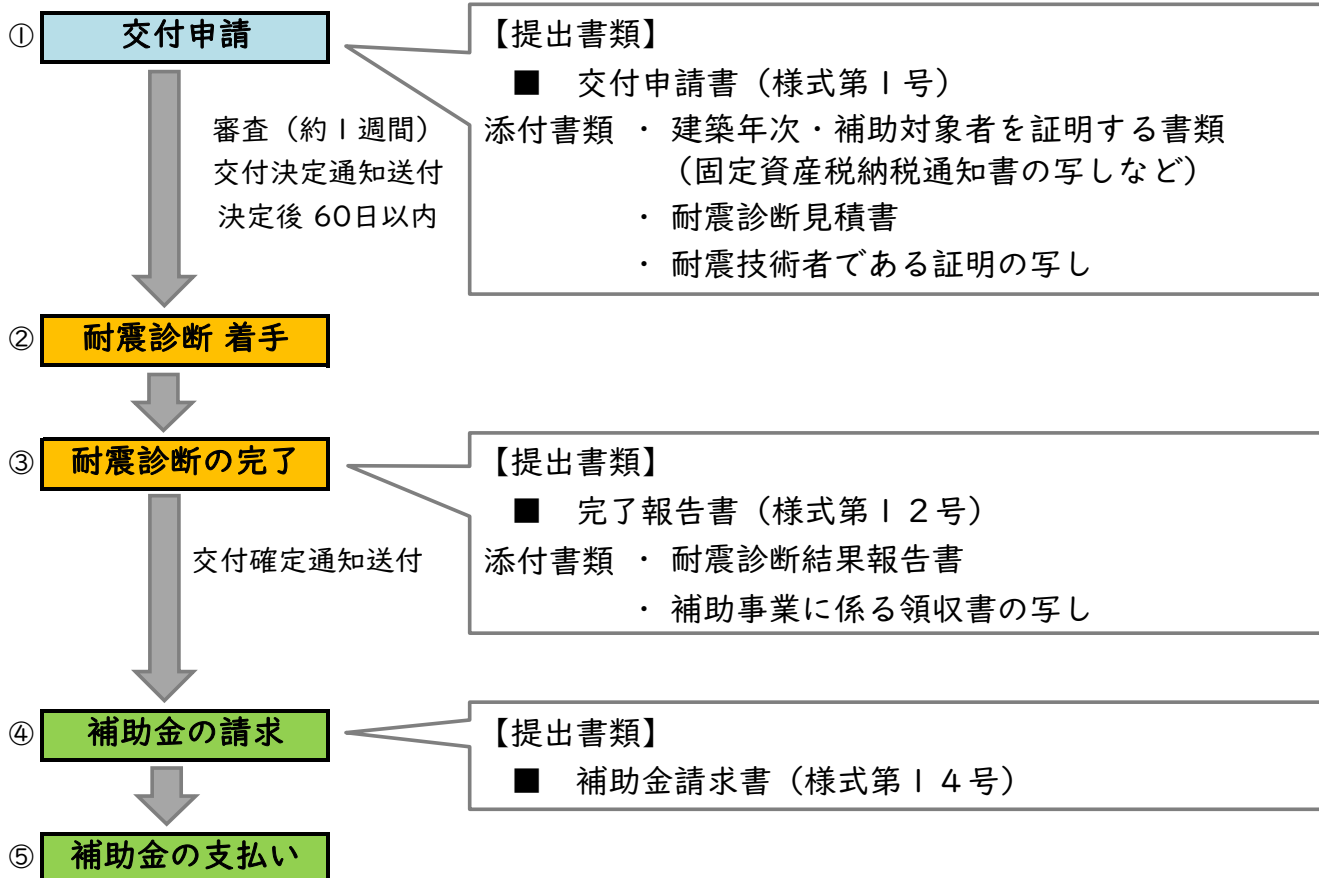 ① 交付申請
【提出書類】
■ 交付申請書（様式第１号）
添付書類 ・ 建築年次・補助対象者を証明する書類
（固定資産税納税通知書の写しなど）
・ 耐震診断見積書
・ 耐震技術者である証明の写し
審査（約１週間）
交付決定通知送付
決定後 60日以内
② 耐震診断 着手
③ 耐震診断の完了
【提出書類】
■ 完了報告書（様式第１２号）
添付書類 ・ 耐震診断結果報告書
・ 補助事業に係る領収書の写し
交付確定通知送付
④ 補助金の請求
【提出書類】
■ 補助金請求書（様式第１４号）
⑤ 補助金の支払い